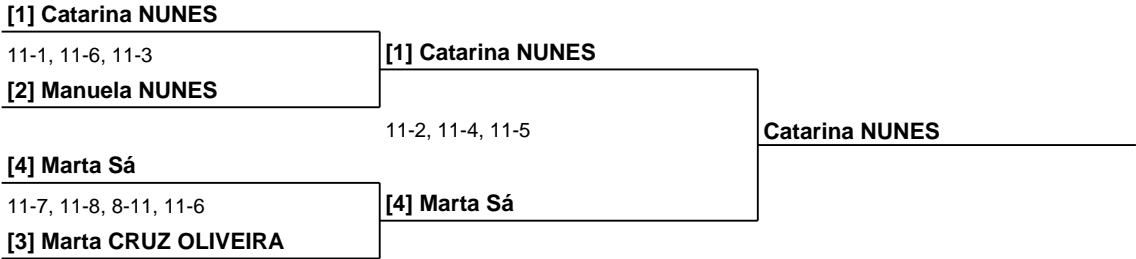 [1] Catarina NUNES
11-1, 11-6, 11-3
[1] Catarina NUNES
[2] Manuela NUNES
11-2, 11-4, 11-5
Catarina NUNES
[4] Marta Sá
11-7, 11-8, 8-11, 11-6
[4] Marta Sá
[3] Marta CRUZ OLIVEIRA